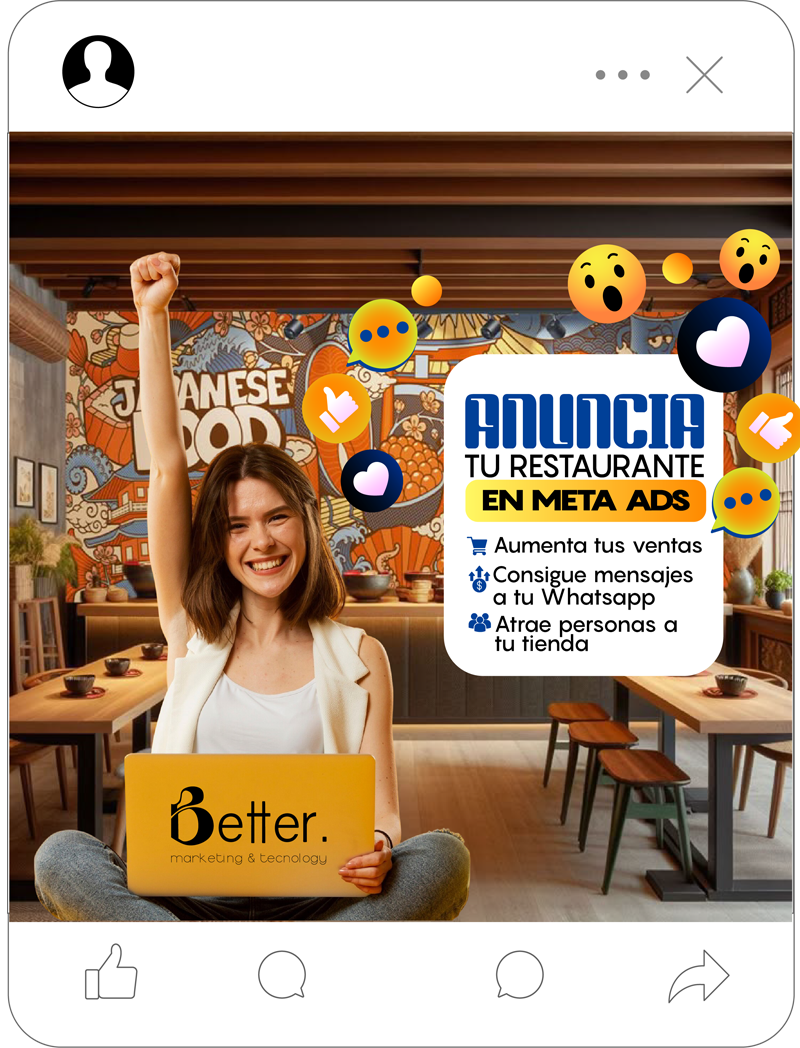 JAPANESE
FOOD
ANUNCIA
TU RESTAURANTE
EN META ADS
Aumenta tus ventas
Consigue mensajes
a tu Whatsapp
Atrae personas a
tu tienda
Better.
marketing & tecnology